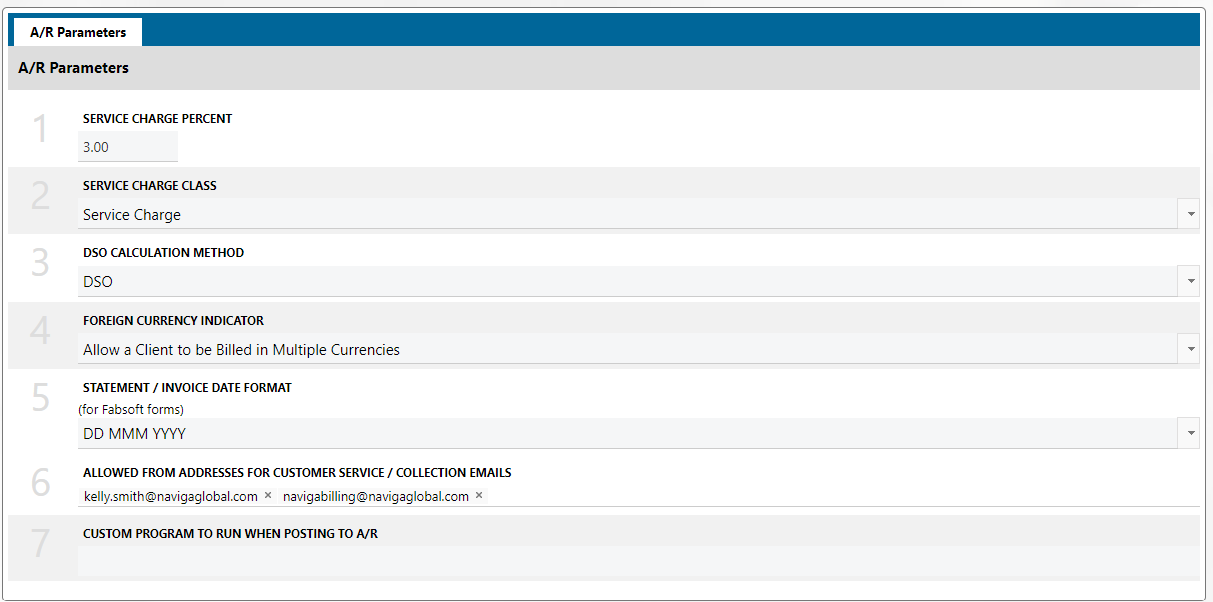 A/R Parameters
A/R Parameters
1
SERVICE CHARGE PERCENT
3.00
2
SERVICE CHARGE CLASS
Service Charge
3
DSO CALCULATION METHOD
DSO
4
FOREIGN CURRENCY INDICATOR
Allow a Client to be Billed in Multiple Currencies
5
STATEMENT / INVOICE DATE FORMAT
(for Fabsoft forms)
DD MMM YYYY
6
ALLOWED FROM ADDRESSES FOR CUSTOMER SERVICE / COLLECTION EMAILS
kelly.smith@navigaglobal.com × navigabilling@navigaglobal.com ×
7
CUSTOM PROGRAM TO RUN WHEN POSTING TO A/R